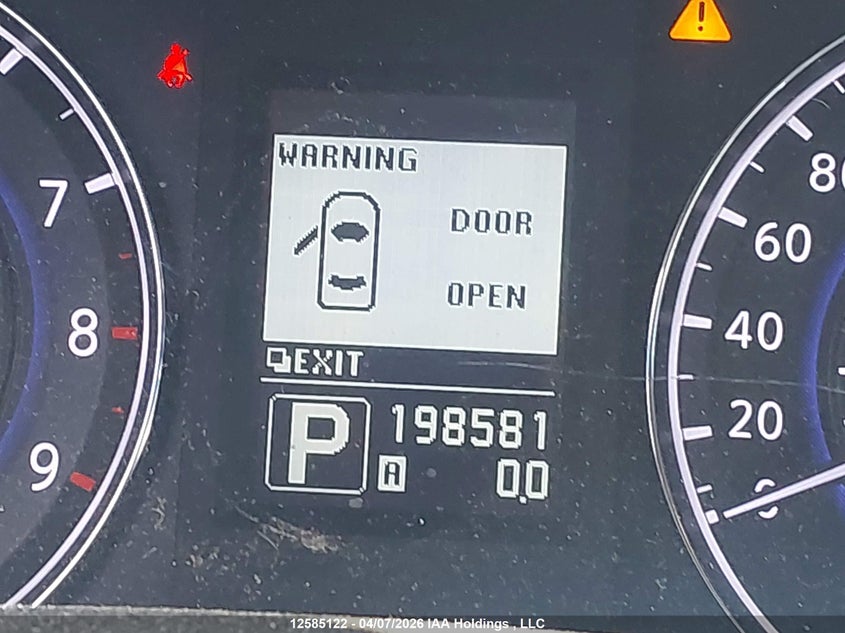 WARNING
DOOR
OPEN
EXIT
P
198581
A
0.0
7
8
9
80
60
40
20
0
12585122 - 04/07/2026 IAA Holdings , LLC